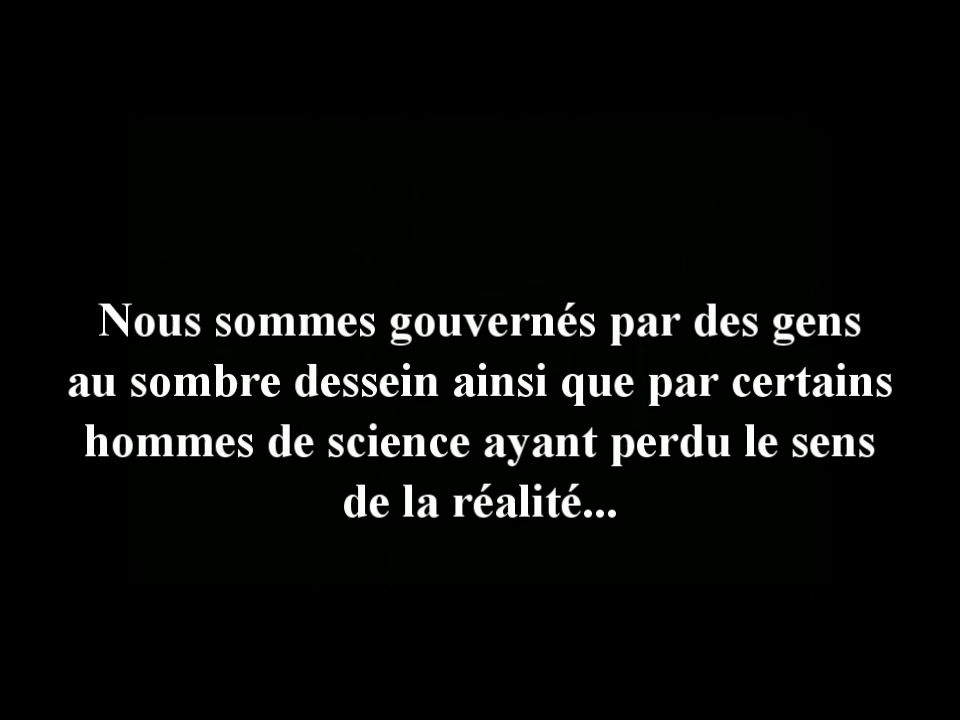 Nous sommes gouvernés par des gens
au sombre dessein ainsi que par certains
hommes de science ayant perdu le sens
de la réalité...